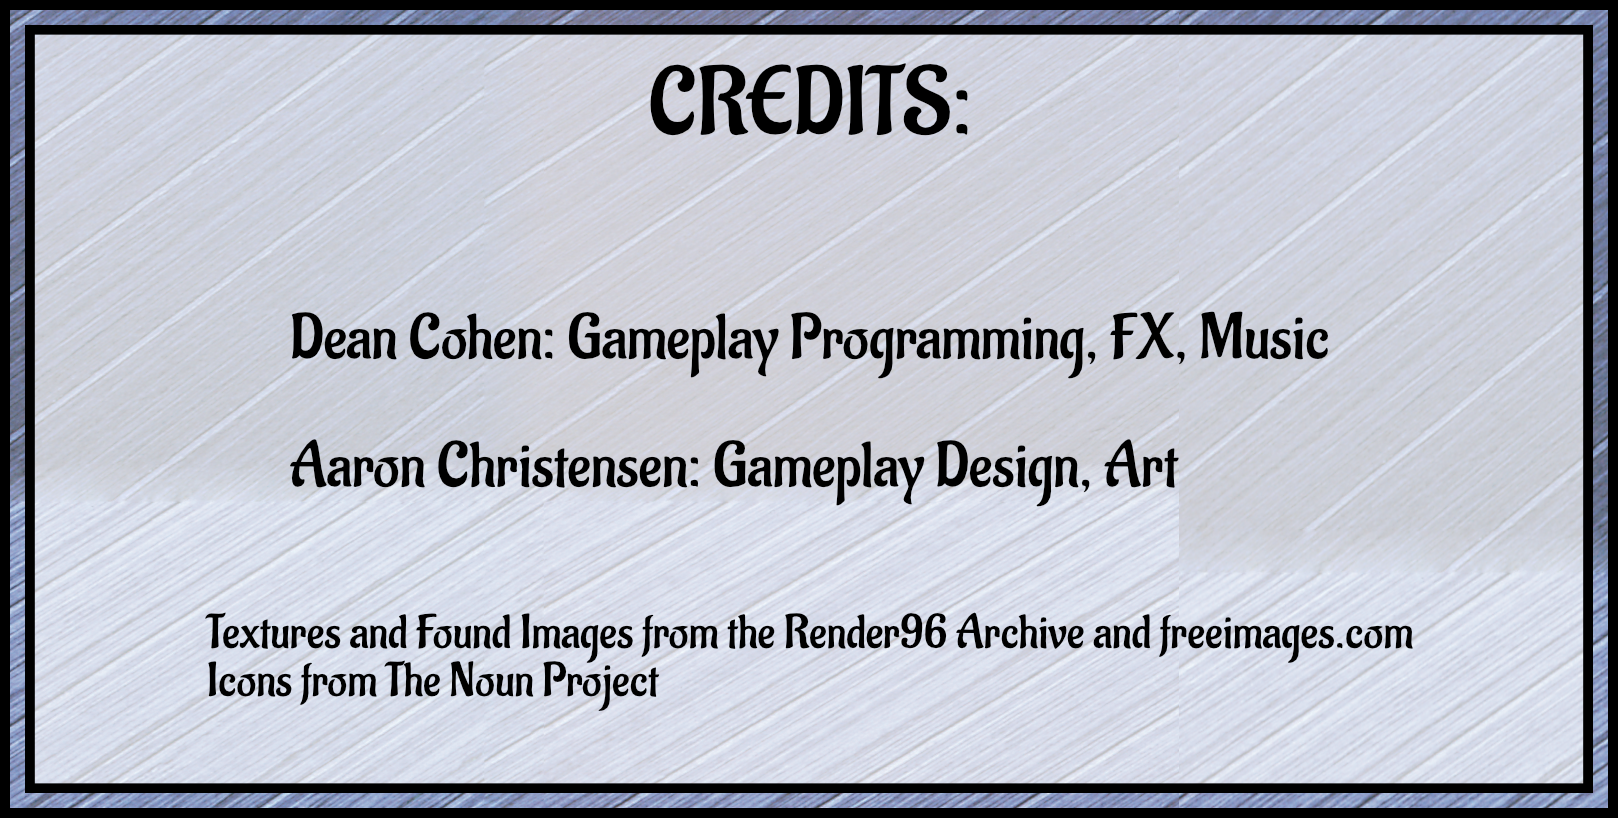 CREDITS:
Dean Cohen: Gameplay Programming, FX, Music
Aaron Christensen: Gameplay Design, Art
Textures and Found Images from the Render96 Archive and freeimages.com
Icons from The Noun Project